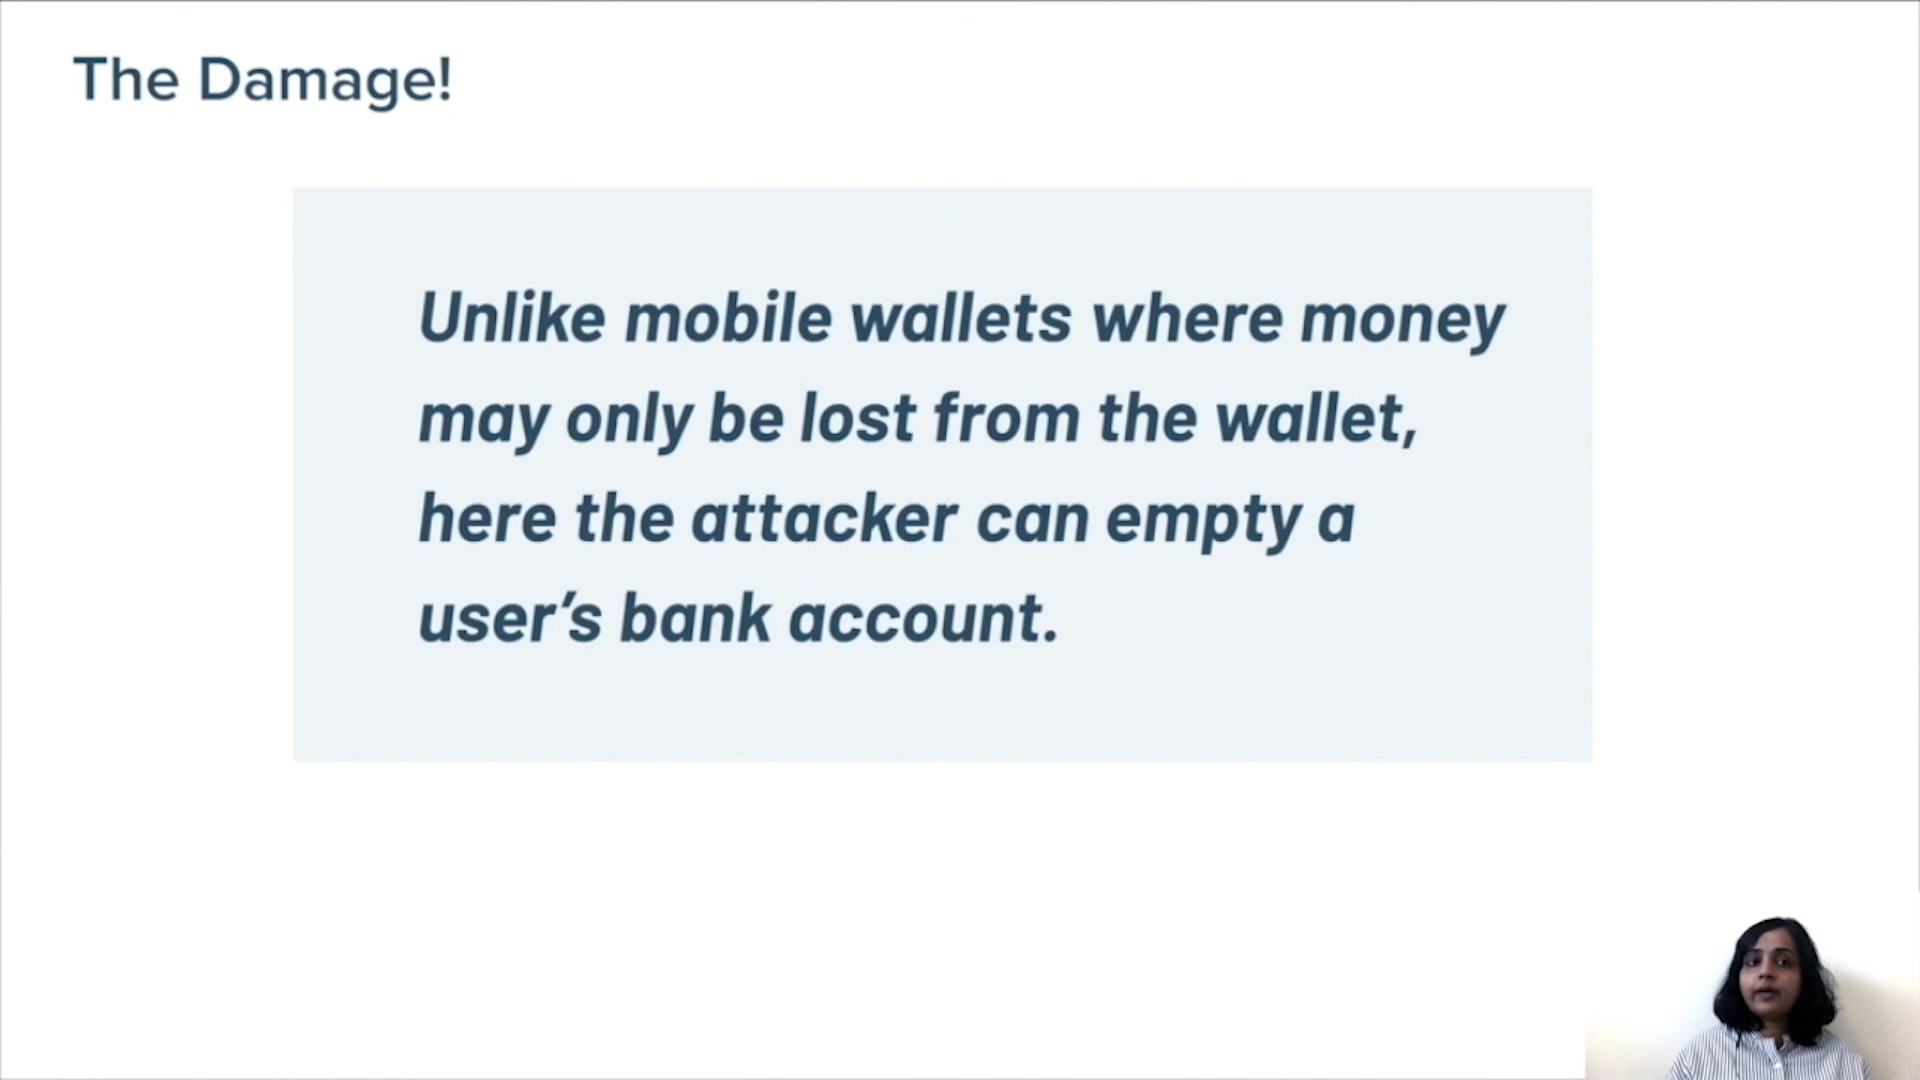 The Damage!
Unlike mobile wallets where money
may only be lost from the wallet,
here the attacker can empty a
user’s bank account.